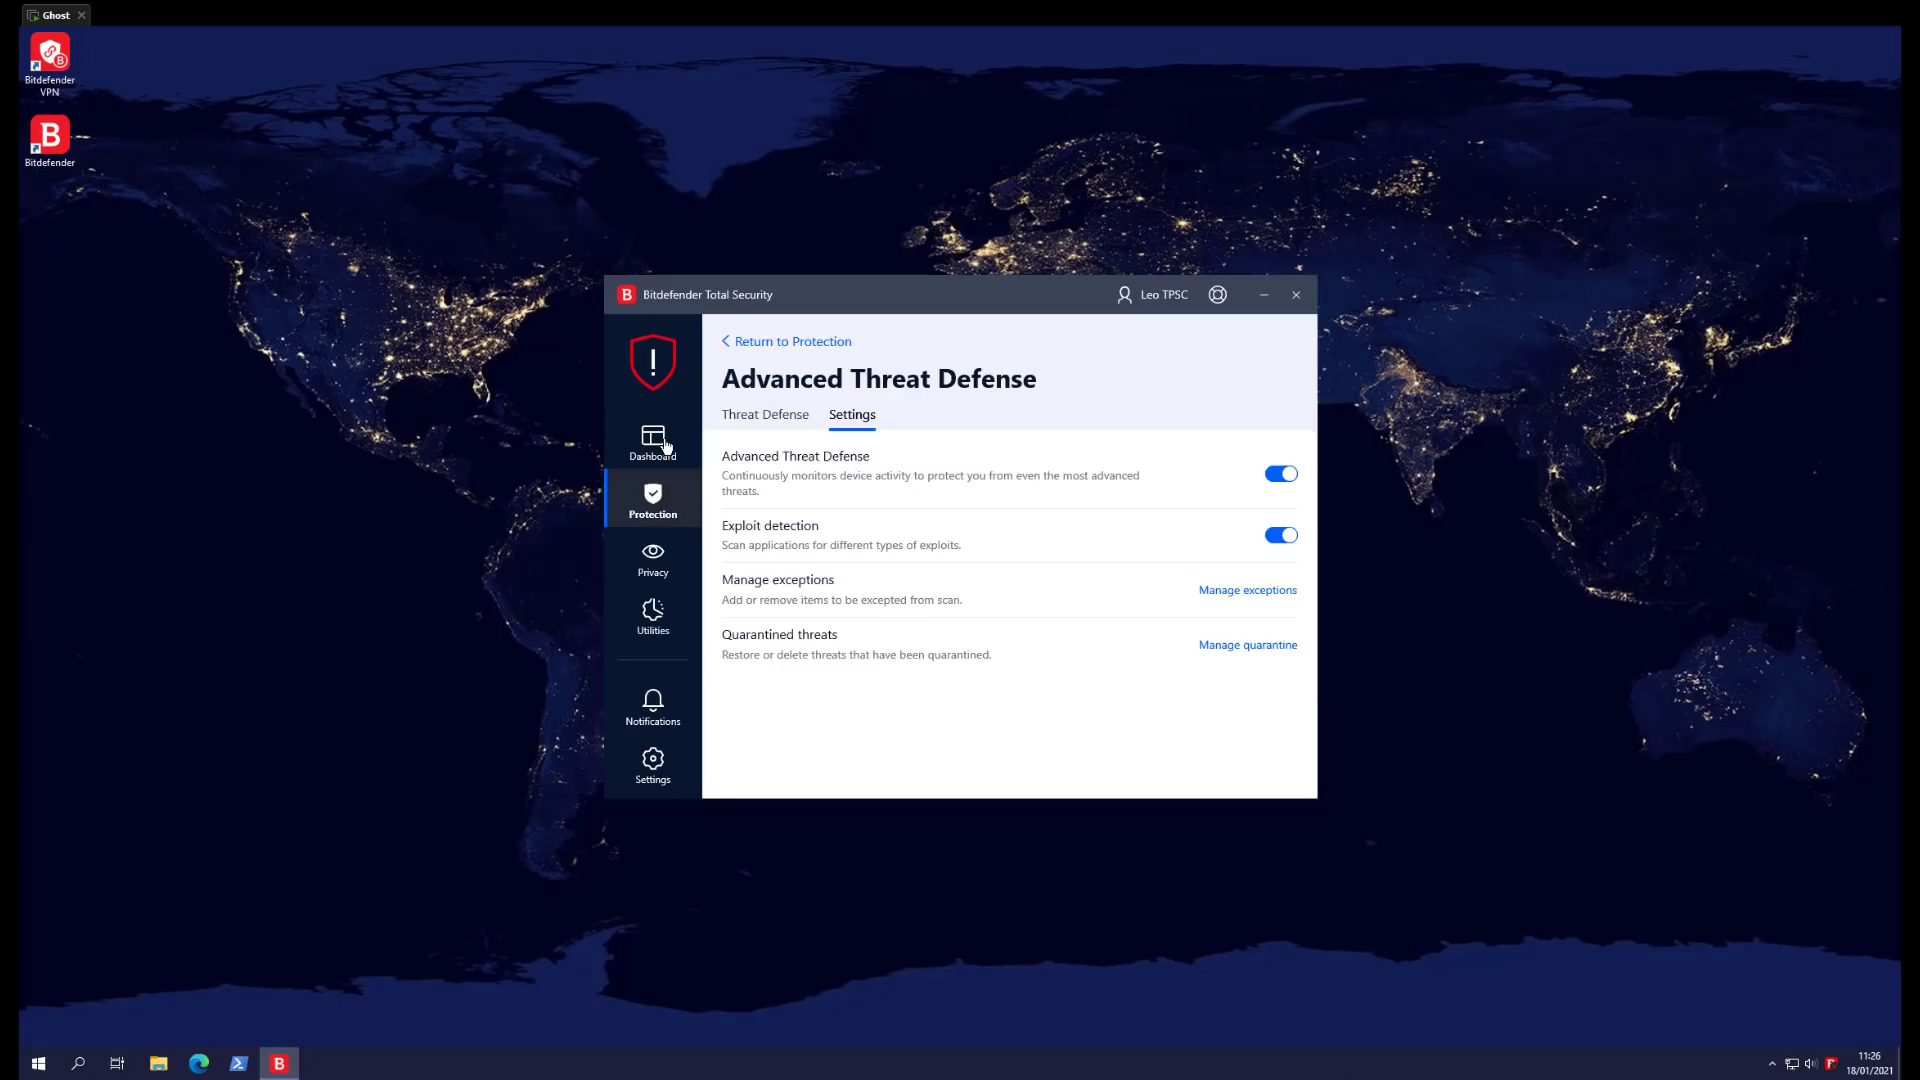 Ghost
Bitdefender
VPN
Bitdefender
Bitdefender Total Security
Leo TPSC
Return to Protection
Advanced Threat Defense
Threat Defense
Settings
Dashboard
Protection
Privacy
Utilities
Notifications
Settings
Advanced Threat Defense
Continuously monitors device activity to protect you from even the most advanced
threats.
Exploit detection
Scan applications for different types of exploits.
Manage exceptions
Add or remove items to be excepted from scan.
Manage exceptions
Quarantined threats
Restore or delete threats that have been quarantined.
Manage quarantine
11:26
18/01/2021